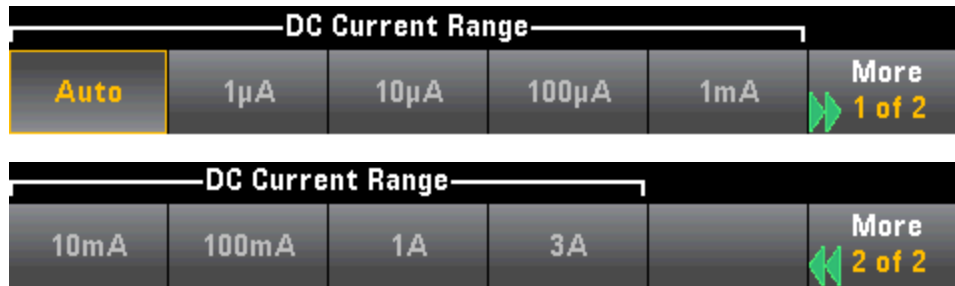 DC Current Range
Auto 1µA 10µA 100µA 1mA More
1 of 2
DC Current Range
10mA 100mA 1A 3A More
2 of 2